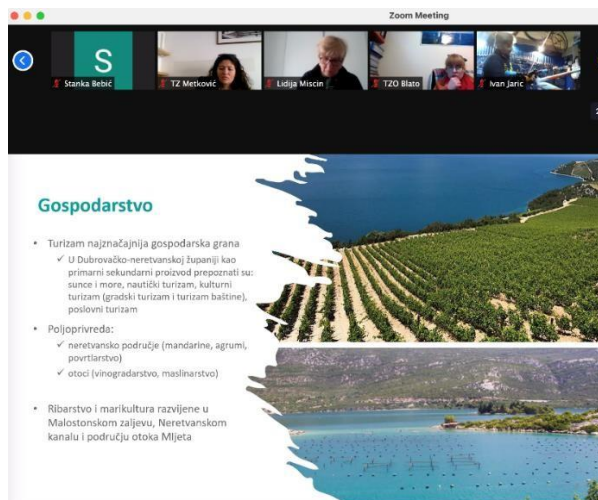 Zoom Meeting
S
Stanka Bebić
TZ Metković
Lidija Miscin
TZO Blato
Ivan Jaric
Gospodarstvo
• Turizam najznačajnija gospodarska grana
✓ U Dubrovačko-neretvanskoj županiji kao
primarni sekundarni proizvod prepoznati su:
sunce i more, nautički turizam, kulturni
turizam (gradski turizam i turizam baštine),
poslovni turizam
• Poljoprivreda:
✓ neretvansko područje (mandarine, agrumi,
povrtlarstvo)
✓ otoci (vinogradarstvo, maslinarstvo)
• Ribarstvo i marikultura razvijene u
Malostonskom zaljevu, Neretvanskom
kanalu i području otoka Mljeta